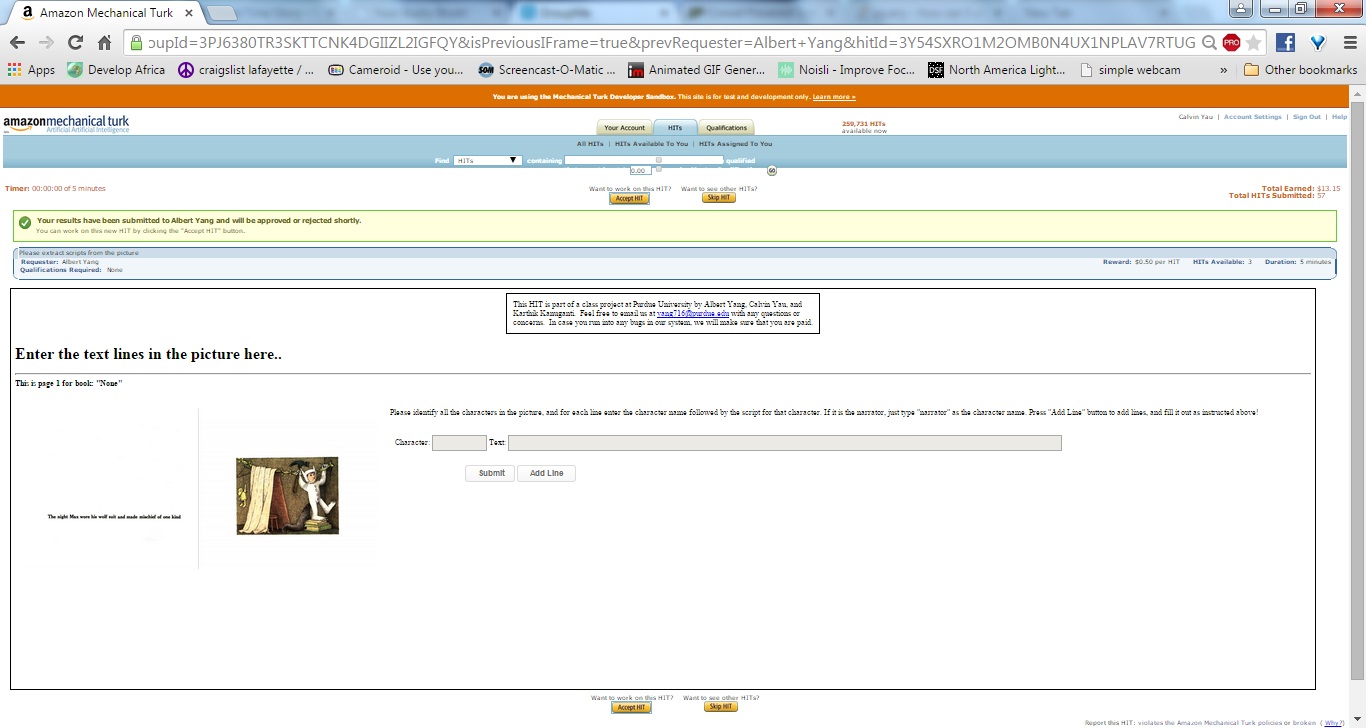 Amazon Mechanical Turk
oupId=3PJ6380TR3SKTTCNK4DGIIZL2IGFQY&isPreviousIFrame=true&prevRequester=Albert+Yang&hitId=3Y54SXRO1M2OMB0N4UX1NPLAV7RTUG PRO
Apps Develop Africa craigslist lafayette / ... Cameroid - Use you... SOM Screencast-O-Matic ... Animated GIF Gener... Noisli - Improve Foc... North America Light... simple webcam » Other bookmarks
You are using the Mechanical Turk Developer Sandbox. This site is for test and development only. Learn more »
amazonmechanical turk
Artificial Artificial Intelligence
Your Account HITs Qualifications
259,731 HITs
available now
Calvin Yau | Account Settings | Sign Out | Help
All HITs | HITs Available To You | HITs Assigned To You
Find HITs containing qualified
0.00 GO
Timer: 00:00:00 of 5 minutes
Want to work on this HIT? Want to see other HITs?
Accept HIT Skip HIT
Total Earned: $13.15
Total HITs Submitted: 57
Your results have been submitted to Albert Yang and will be approved or rejected shortly.
You can work on this new HIT by clicking the "Accept HIT" button.
Please extract scripts from the picture
Requester: Albert Yang Reward: $0.50 per HIT HITs Available: 3 Duration: 5 minutes
Qualifications Required: None
This HIT is part of a class project at Purdue University by Albert Yang, Calvin Yau, and
Karthik Kanuganti. Feel free to email us at yang716@purdue.edu with any questions or
concerns. In case you run into any bugs in our system, we will make sure that you are paid.
Enter the text lines in the picture here..
This is page 1 for book: "None"
Please identify all the characters in the picture, and for each line enter the character name followed by the script for that character. If it is the narrator, just type "narrator" as the character name. Press "Add Line" button to add lines, and fill it out as instructed above!
Character: Text:
Submit Add Line
The night Max wore his wolf suit and made mischief of one kind
Want to work on this HIT? Want to see other HITs?
Accept HIT Skip HIT
Report this HIT: violates the Amazon Mechanical Turk policies or broken ( Why?)